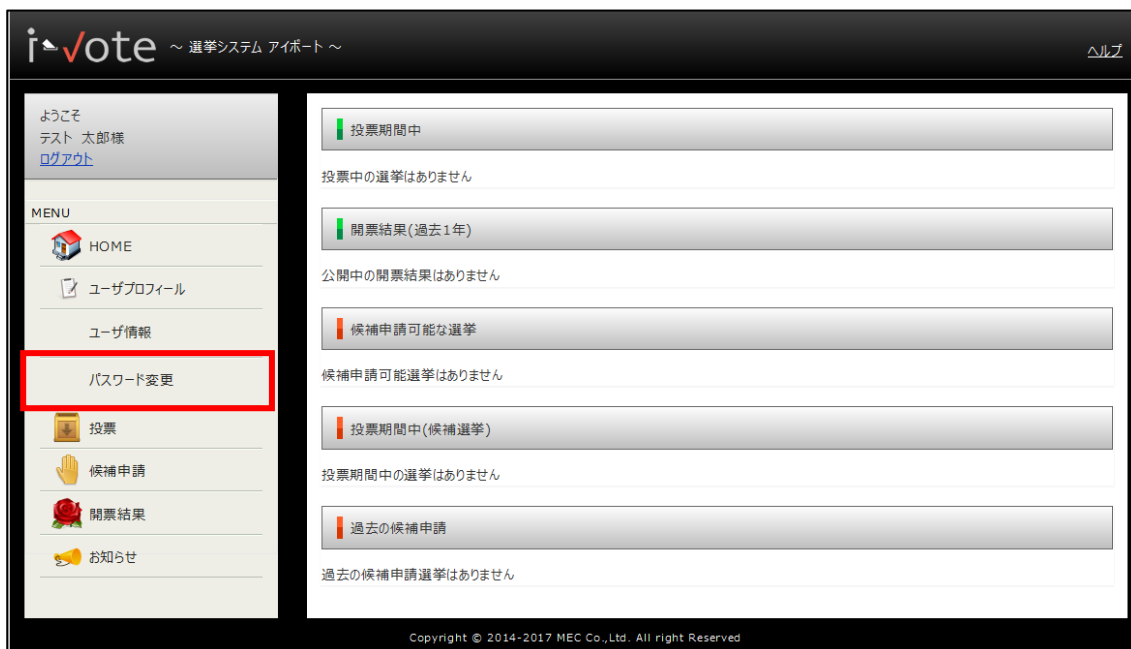 i-vote ～ 選挙システム アイボート ～
ヘルプ
ようこそ
テスト 太郎様
ログアウト
MENU
HOME
ユーザプロフィール
ユーザ情報
パスワード変更
投票
候補申請
開票結果
お知らせ
投票期間中
投票中の選挙はありません
開票結果(過去1年)
公開中の開票結果はありません
候補申請可能な選挙
候補申請可能選挙はありません
投票期間中(候補選挙)
投票期間中の選挙はありません
過去の候補申請
過去の候補申請選挙はありません
Copyright © 2014-2017 MEC Co.,Ltd. All right Reserved